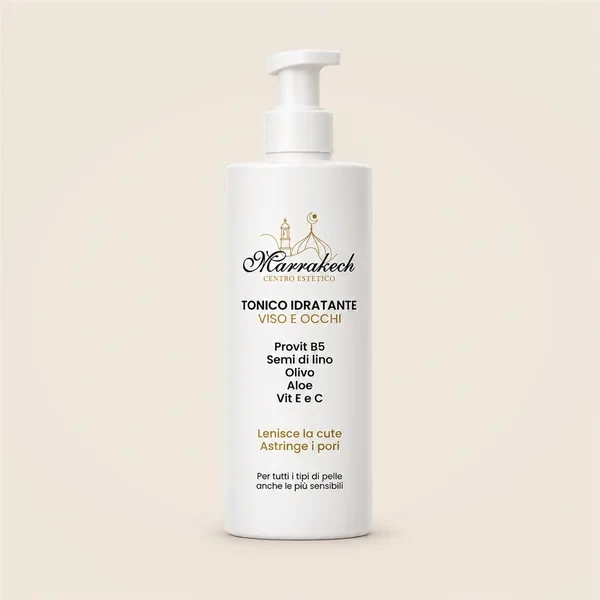 Marrakech
CENTRO ESTETICO
TONICO IDRATANTE
VISO E OCCHI
Provit B5
Semi di lino
Olivo
Aloe
Vit E e C
Lenisce la cute
Astringe i pori
Per tutti i tipi di pelle
anche le più sensibili